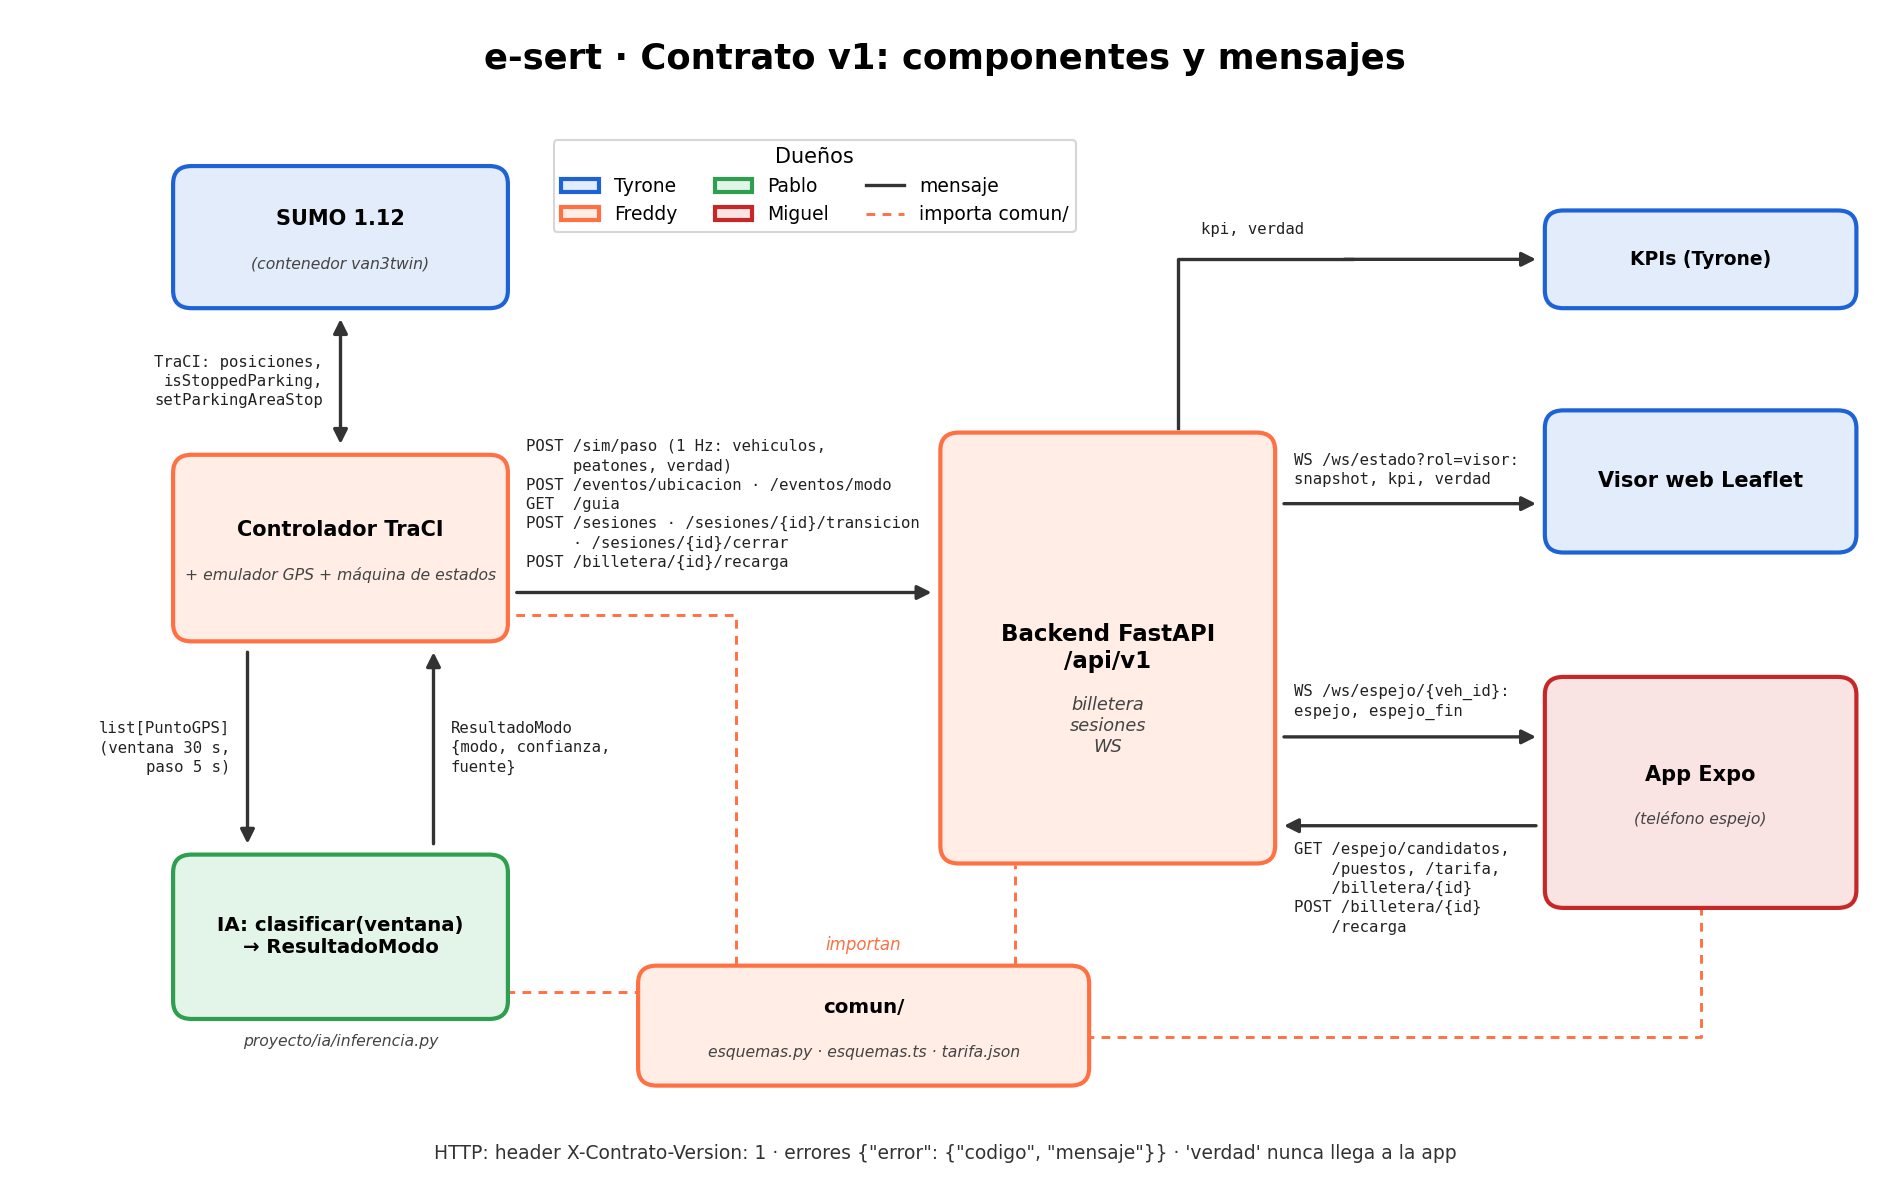 e-sert · Contrato v1: componentes y mensajes
Dueños
Tyrone
Pablo
mensaje
Freddy
Miguel
importa comun/
SUMO 1.12
(contenedor van3twin)
kpi, verdad
KPIs (Tyrone)
TraCI: posiciones,
isStoppedParking,
setParkingAreaStop
Controlador TraCI
+ emulador GPS + máquina de estados
POST /sim/paso (1 Hz: vehiculos,
peatones, verdad)
POST /eventos/ubicacion · /eventos/modo
GET  /guia
POST /sesiones · /sesiones/{id}/transicion
· /sesiones/{id}/cerrar
POST /billetera/{id}/recarga
Backend FastAPI
/api/v1
billetera
sesiones
WS
WS /ws/estado?rol=visor:
snapshot, kpi, verdad
Visor web Leaflet
WS /ws/espejo/{veh_id}:
espejo, espejo_fin
App Expo
(teléfono espejo)
GET /espejo/candidatos,
/puestos, /tarifa,
/billetera/{id}
POST /billetera/{id}
/recarga
list[PuntoGPS]
(ventana 30 s,
paso 5 s)
ResultadoModo
{modo, confianza,
fuente}
IA: clasificar(ventana)
→ ResultadoModo
proyecto/ia/inferencia.py
importan
comun/
esquemas.py · esquemas.ts · tarifa.json
HTTP: header X-Contrato-Version: 1 · errores {"error": {"codigo", "mensaje"}} · 'verdad' nunca llega a la app